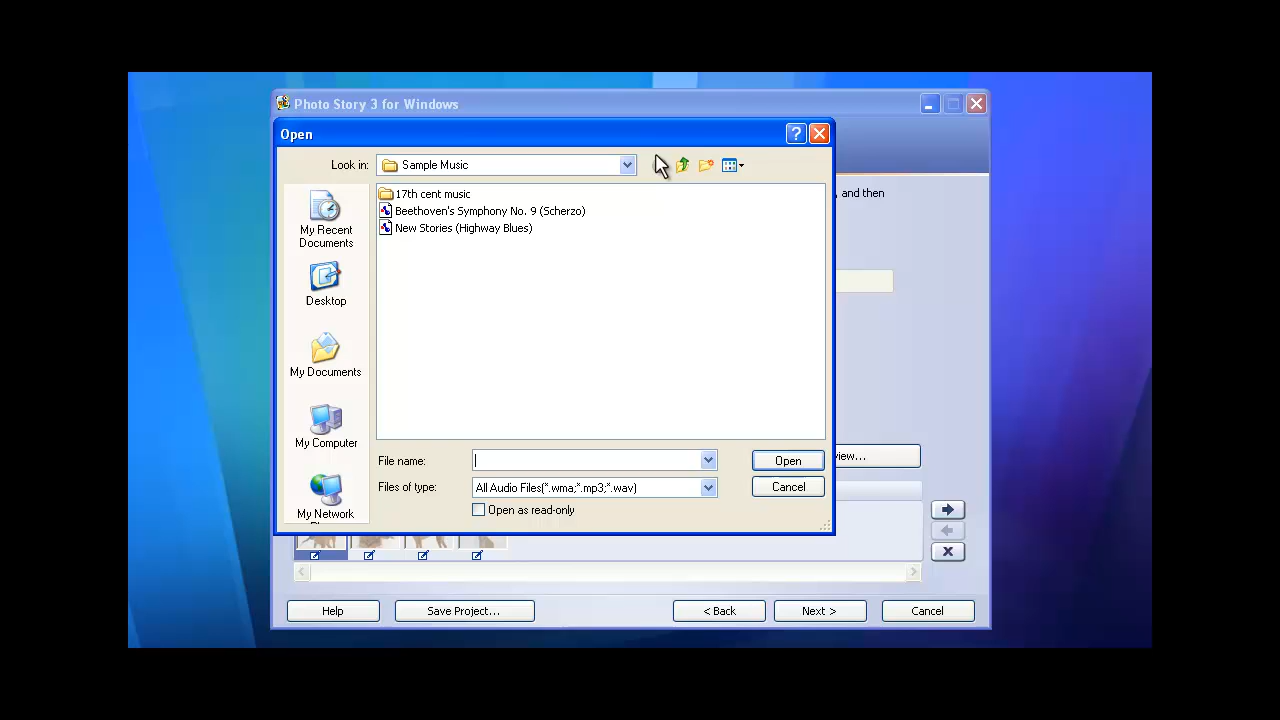 Photo Story 3 for Windows
Open
Look in:
Sample Music
, and then
17th cent music
Beethoven's Symphony No. 9 (Scherzo)
New Stories (Highway Blues)
My Recent
Documents
Desktop
My Documents
My Computer
My Network
File name:
Open
view...
Files of type:
All Audio Files(*.wma;*.mp3;*.wav)
Cancel
Open as read-only
Help
Save Project...
< Back
Next >
Cancel